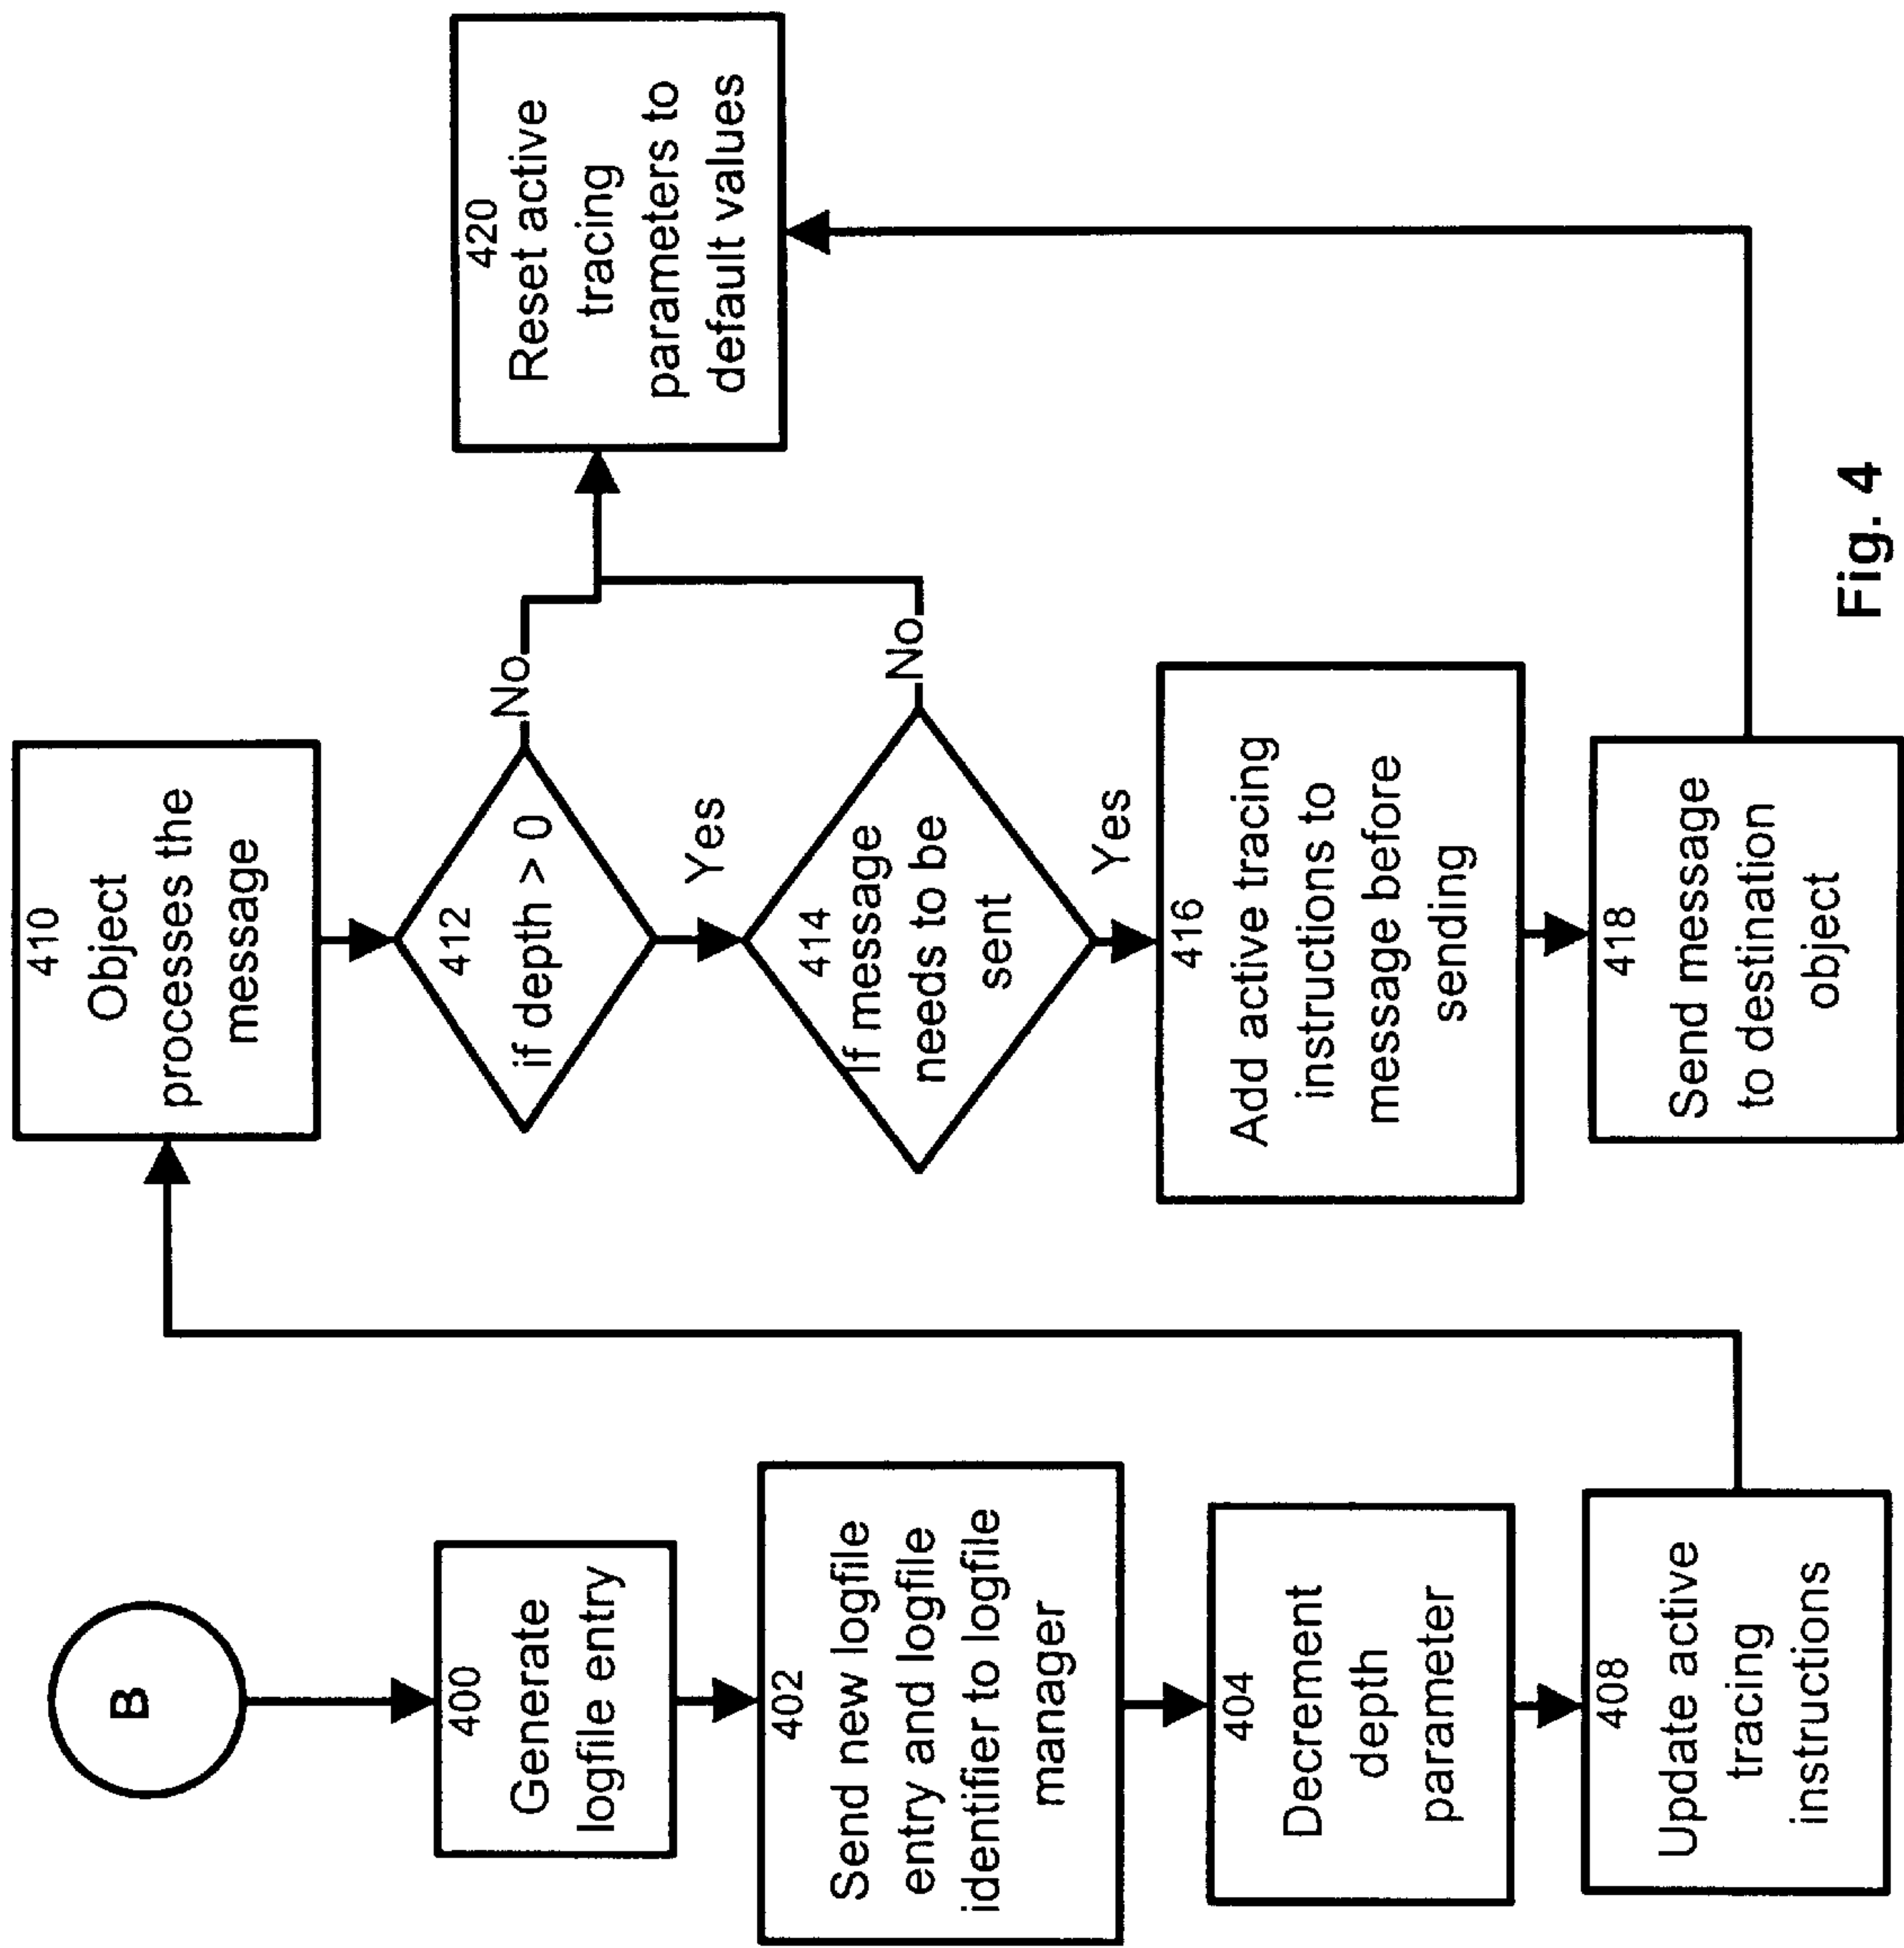 B
400
Generate
logfile entry
402
Send new logfile
entry and logfile
identifier to logfile
manager
404
Decrement
depth
parameter
408
Update active
tracing
instructions
410
Object
processes the
message
412
if depth > 0
No
Yes
414
If message
needs to be
sent
No
Yes
416
Add active tracing
instructions to
message before
sending
418
Send message
to destination
object
420
Reset active
tracing
parameters to
default values
Fig. 4